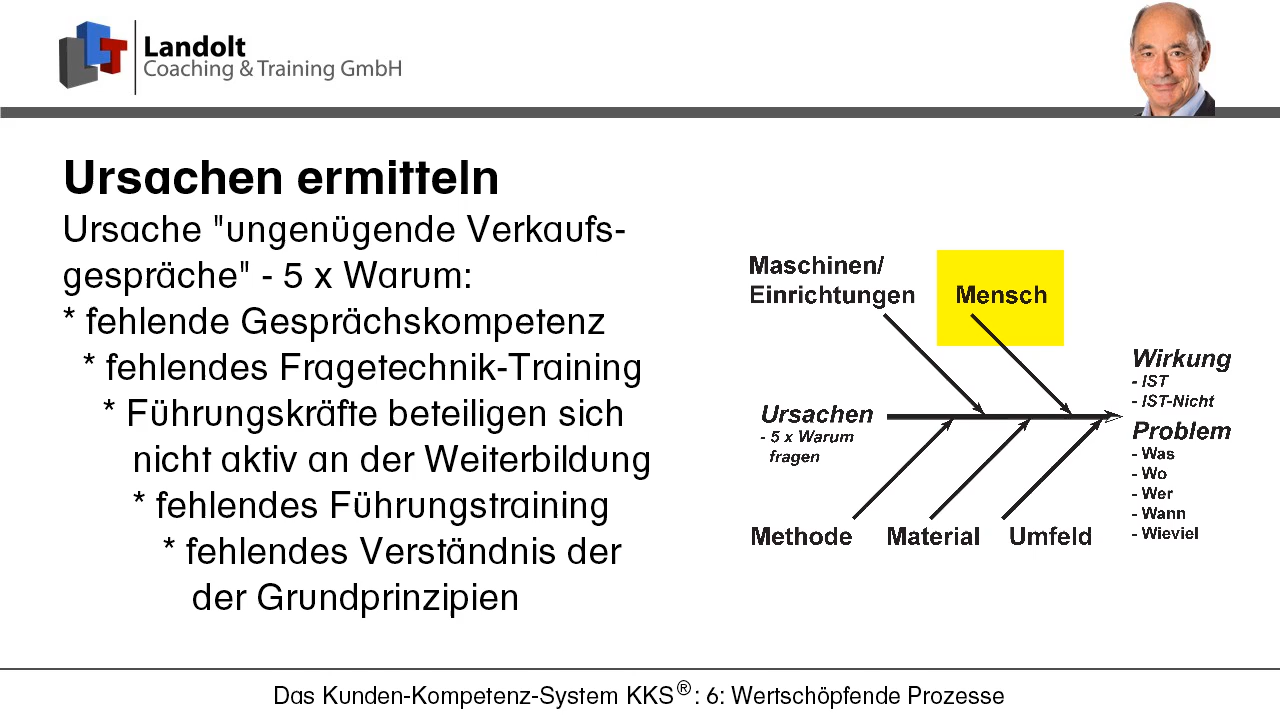 Landolt
Coaching & Training GmbH
Ursachen ermitteln
Ursache "ungenügende Verkaufs-
gespräche" - 5 x Warum:
* fehlende Gesprächskompetenz
* fehlendes Fragetechnik-Training
* Führungskräfte beteiligen sich
nicht aktiv an der Weiterbildung
* fehlendes Führungstraining
* fehlendes Verständnis der
der Grundprinzipien
Maschinen/
Einrichtungen
Mensch
Ursachen
- 5 x Warum
fragen
Methode
Material
Umfeld
Wirkung
- IST
- IST-Nicht
Problem
- Was
- Wo
- Wer
- Wann
- Wieviel
Das Kunden-Kompetenz-System KKS®: 6: Wertschöpfende Prozesse